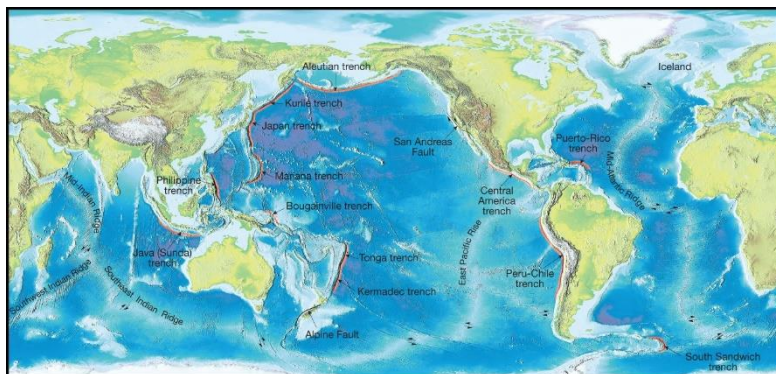 Aleutian trench
Iceland
Kurile trench
Japan trench
San Andreas
Fault
Puerto-Rico
trench
Mid-Atlantic Ridge
Mid-Indian Ridge
Philippine
trench
Mariana trench
Central
America
trench
Bougainville trench
Java (Sunda)
trench
Tonga trench
East Pacific Rise
Peru-Chile
trench
Southwest Indian Ridge
Southeast Indian Ridge
Kermadec trench
Alpine Fault
South Sandwich
trench